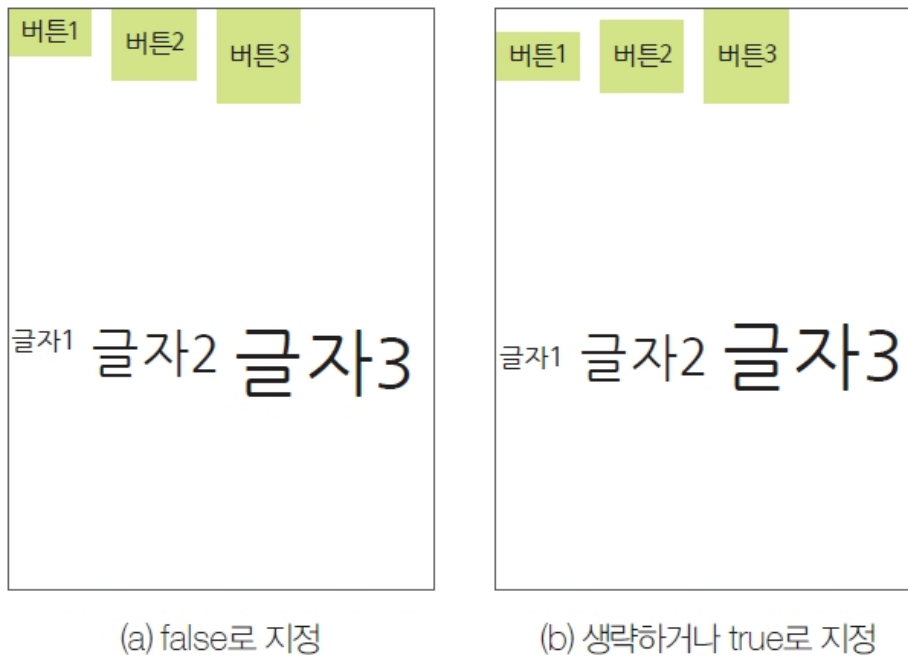 버튼1 버튼2 버튼3
글자1 글자2 글자3
(a) false로 지정
버튼1 버튼2 버튼3
글자1 글자2 글자3
(b) 생략하거나 true로 지정